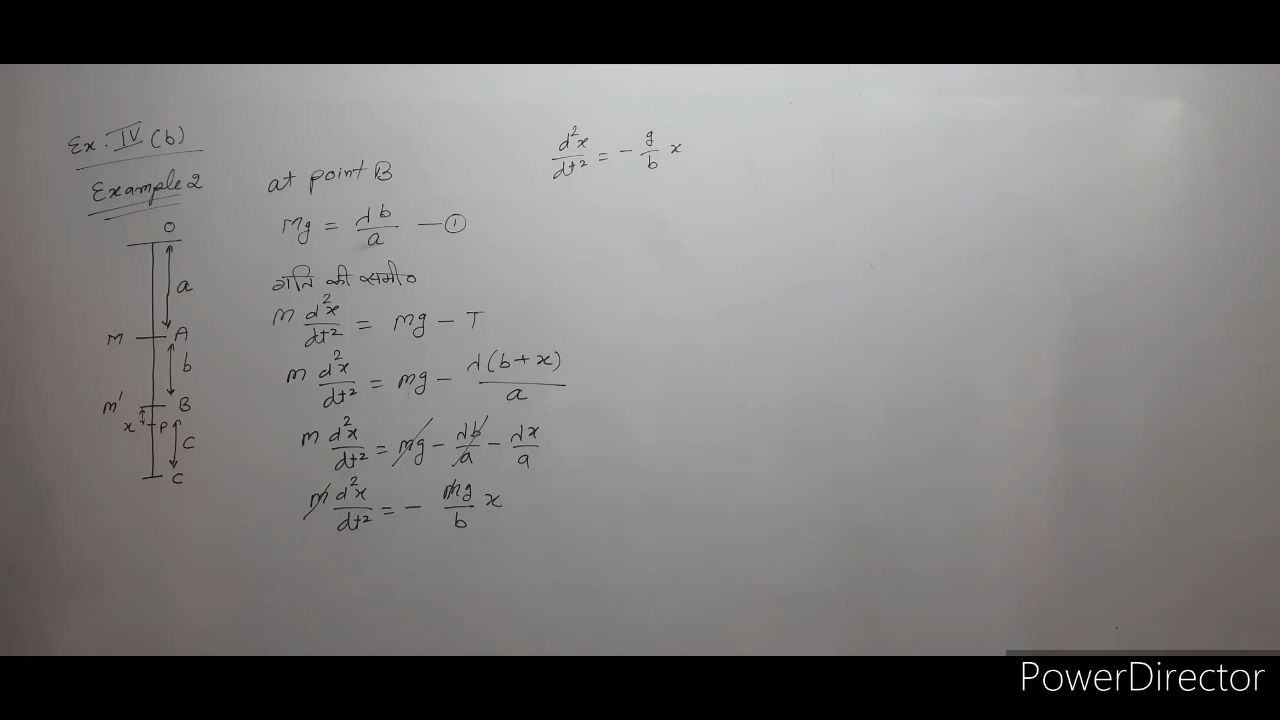 Ex. IV (b)
Example 2
O
a
M A
b
m' B
x P
C
C
at point B
Mg = λb/a — ①
गति की समी०
m d²x/dt² = mg - T
m d²x/dt² = mg - λ(b+x)/a
m d²x/dt² = mg - λb/a - λx/a
m d²x/dt² = - mg/b x
d²x/dt² = - g/b x
PowerDirector